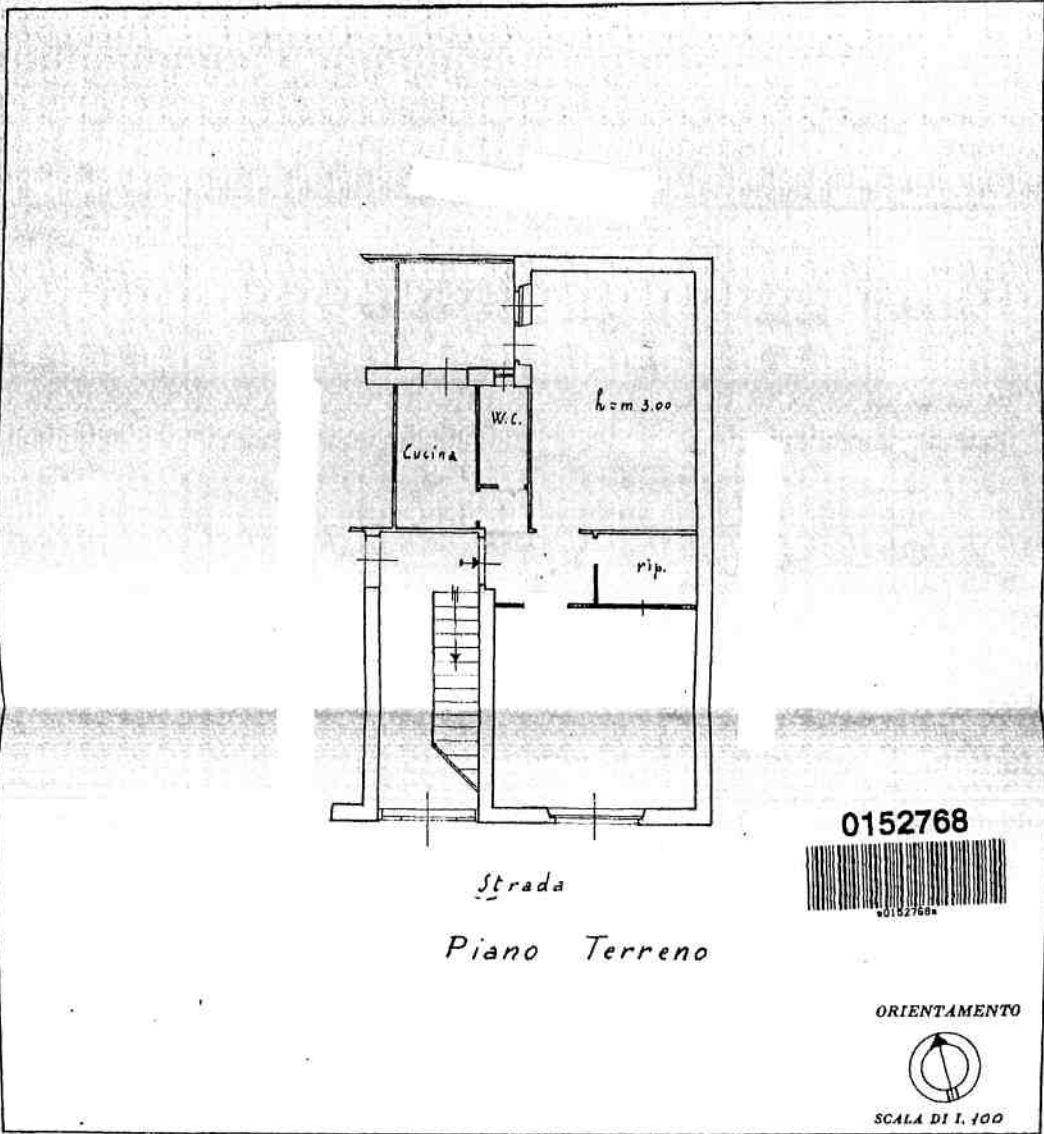 W.C.
h=m 3.00
Cucina
rip.
Strada
Piano Terreno
0152768
*0152768*
ORIENTAMENTO
SCALA DI 1. 100